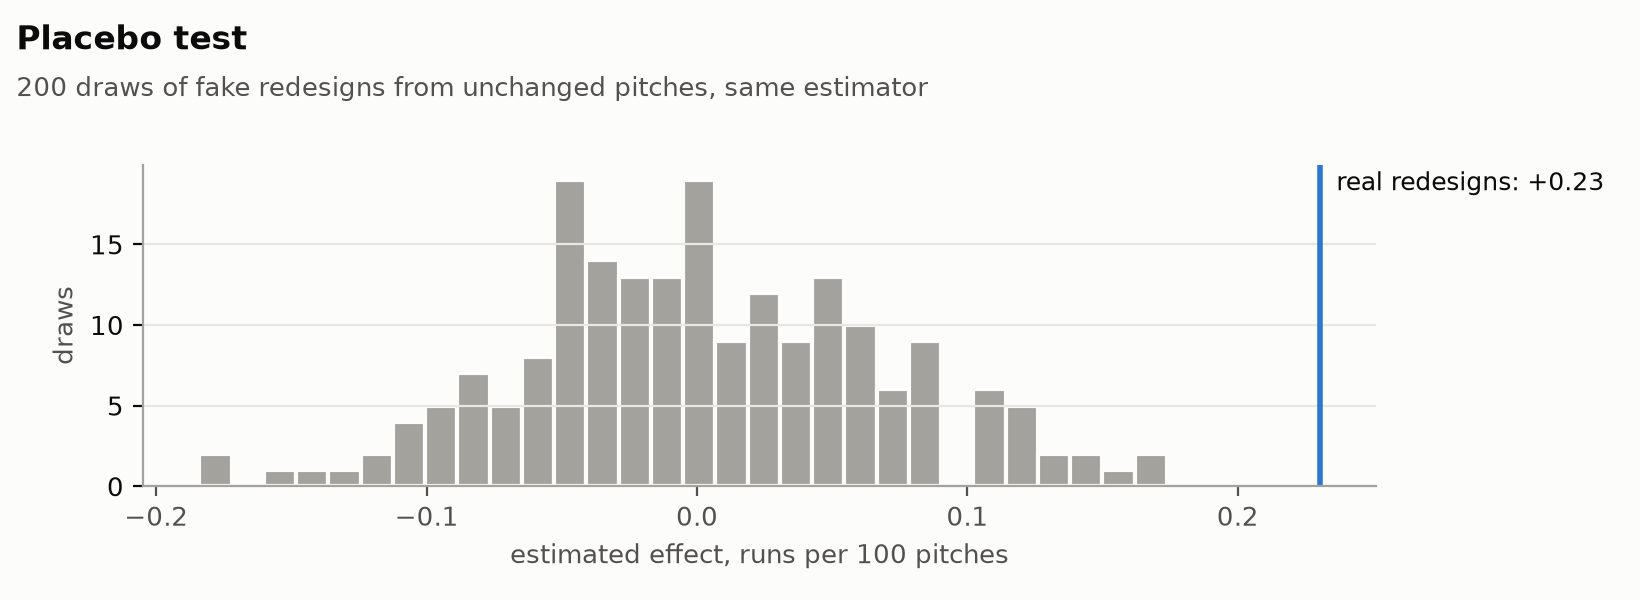 Placebo test
200 draws of fake redesigns from unchanged pitches, same estimator
real redesigns: +0.23
15
10
5
0
draws
−0.2
−0.1
0.0
0.1
0.2
estimated effect, runs per 100 pitches